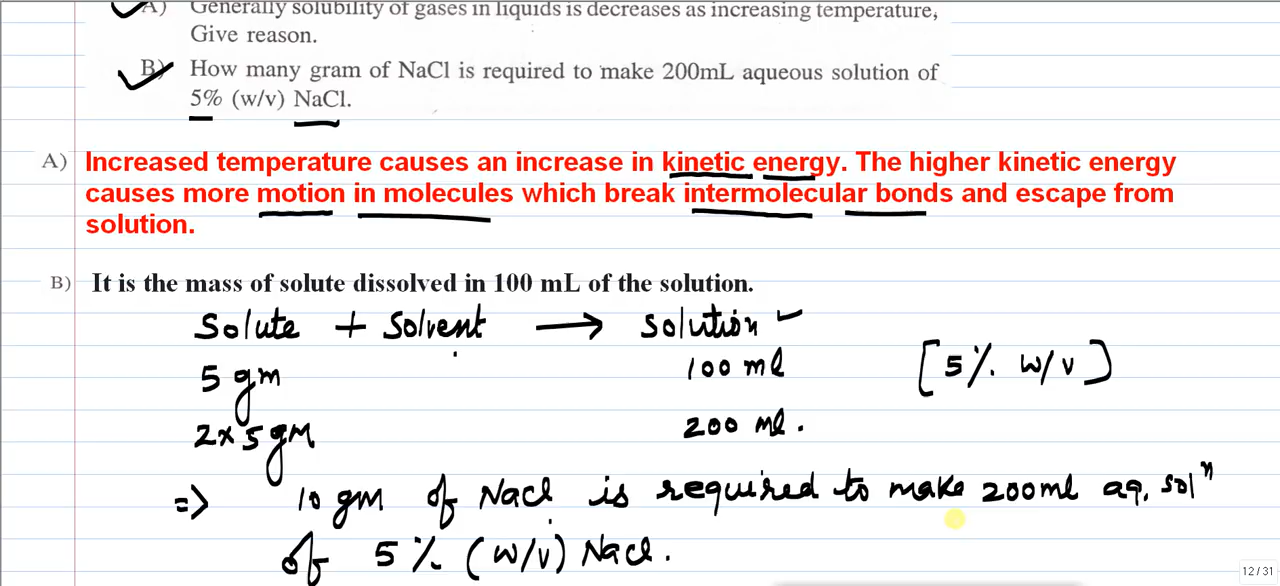 A) Generally solubility of gases in liquids is decreases as increasing temperature,
Give reason.
B) How many gram of NaCl is required to make 200mL aqueous solution of
5% (w/v) NaCl.
A) Increased temperature causes an increase in kinetic energy. The higher kinetic energy
causes more motion in molecules which break intermolecular bonds and escape from
solution.
B) It is the mass of solute dissolved in 100 mL of the solution.
Solute + Solvent → Solution
5 gm 100 ml [5% w/v]
2x5 gm 200 ml.
=> 10 gm of Nacl is required to make 200ml aq. solⁿ
of 5% (w/v) Nacl.
12 / 31